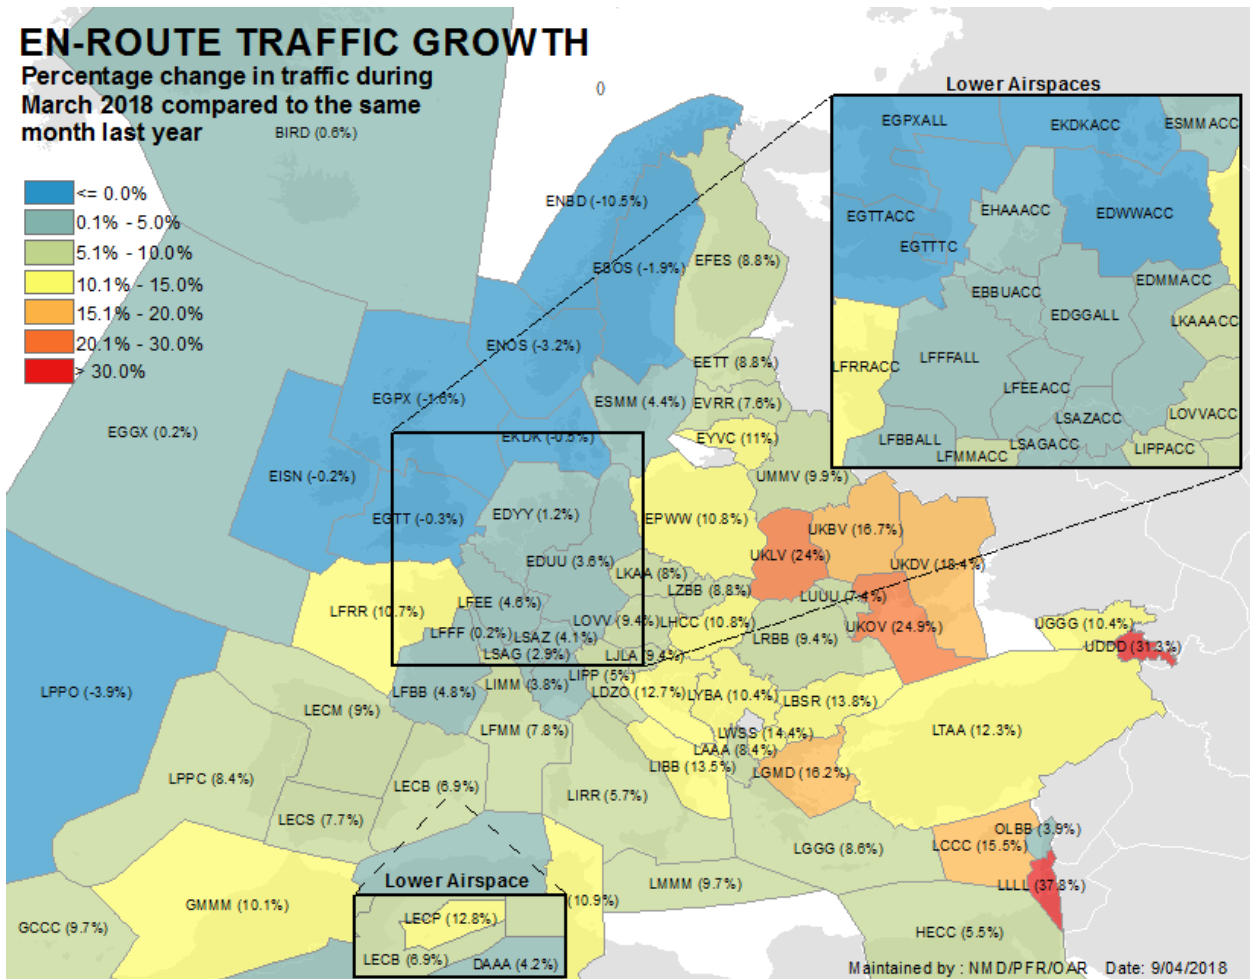 EN-ROUTE TRAFFIC GROWTH
Percentage change in traffic during
March 2018 compared to the same
month last year
0
BIRD (0.6%)
<= 0.0%
0.1% - 5.0%
5.1% - 10.0%
10.1% - 15.0%
15.1% - 20.0%
20.1% - 30.0%
> 30.0%
Lower Airspaces
EGPXALL
EKDKACC
ESMMACC
EGTTACC
EHAAACC
EDWWACC
EGTTTC
EBBUACC
EDMMACC
EDGGALL
LKAAACC
LFFFALL
LFRRACC
LFEEACC
LSAZACC
LOVVACC
LFBBALL
LSAGACC
LIPPACC
LFMMACC
ENBD (-10.5%)
ESOS (-1.9%)
EFES (8.8%)
ENOS (-3.2%)
EETT (8.8%)
EGPX (-1.6%)
ESMM (4.4%)
EVRR (7.6%)
EGGX (0.2%)
EKDK (-0.5%)
EYVC (11%)
EISN (-0.2%)
UMMV (9.9%)
EGTT (-0.3%)
EDYY (1.2%)
EPWW (10.8%)
UKBV (16.7%)
EDUU (3.6%)
UKLV (24%)
UKDV (18.4%)
LKAA (8%)
LZBB (8.8%)
LUUU (7.4%)
LFRR (10.7%)
LFEE (4.6%)
LOVV (9.4%)
LHCC (10.8%)
UKOV (24.9%)
UGGG (10.4%)
LFFF (0.2%)
LSAZ (4.1%)
LRBB (9.4%)
UDDD (31.3%)
LSAG (2.9%)
LJLA (9.4%)
LPPO (-3.9%)
LFBB (4.8%)
LIMM (3.8%)
LIPP (5%)
LDZO (12.7%)
LYBA (10.4%)
LBSR (13.8%)
LECM (9%)
LFMM (7.8%)
LWSS (14.4%)
LTAA (12.3%)
LAAA (8.4%)
LIBB (13.5%)
LGMD (16.2%)
LPPC (8.4%)
LECB (6.9%)
LIRR (5.7%)
LECS (7.7%)
OLBB (3.9%)
LGGG (8.6%)
LCCC (15.5%)
LMMM (9.7%)
LLLL (37.8%)
Lower Airspace
GMMM (10.1%)
(10.9%)
LECP (12.8%)
GCCC (9.7%)
HECC (5.5%)
LECB (6.9%)
DAAA (4.2%)
Maintained by : NMD/PFR/OAR Date: 9/04/2018